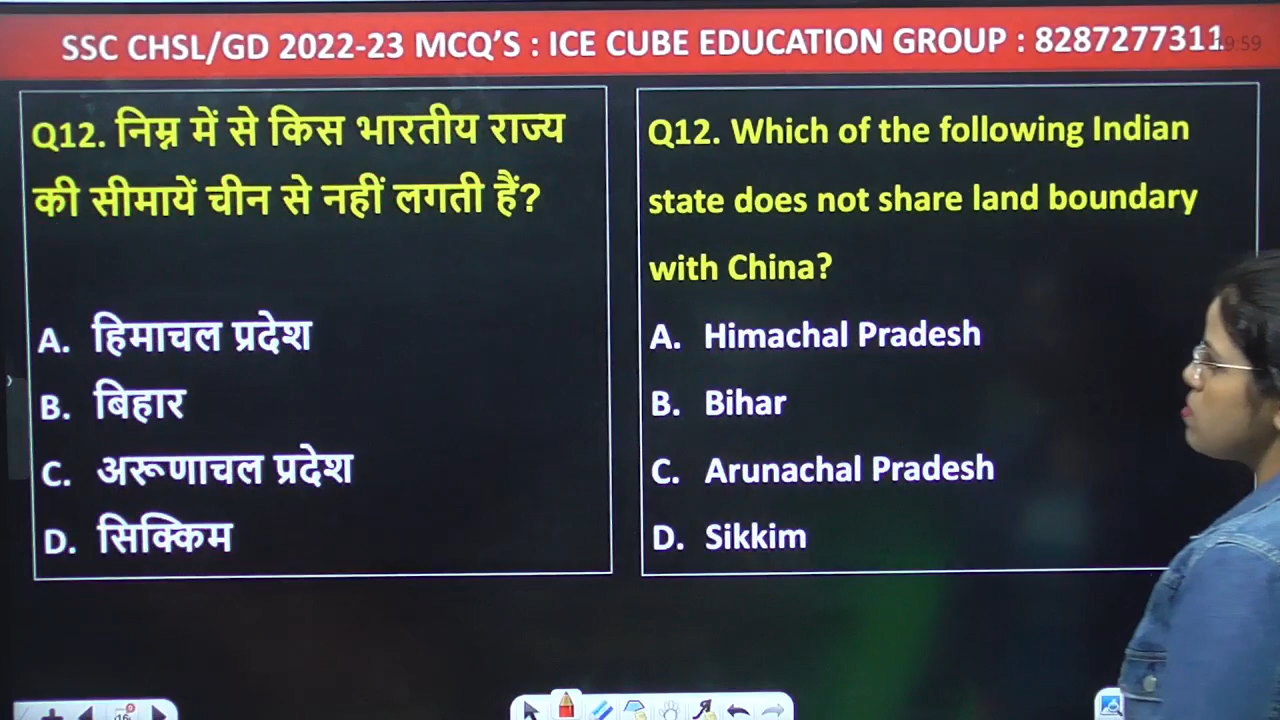 SSC CHSL/GD 2022-23 MCQ'S : ICE CUBE EDUCATION GROUP : 8287277311
Q12. निम्न में से किस भारतीय राज्य
की सीमायें चीन से नहीं लगती हैं?
A. हिमाचल प्रदेश
B. बिहार
C. अरूणाचल प्रदेश
D. सिक्किम
Q12. Which of the following Indian
state does not share land boundary
with China?
A. Himachal Pradesh
B. Bihar
C. Arunachal Pradesh
D. Sikkim